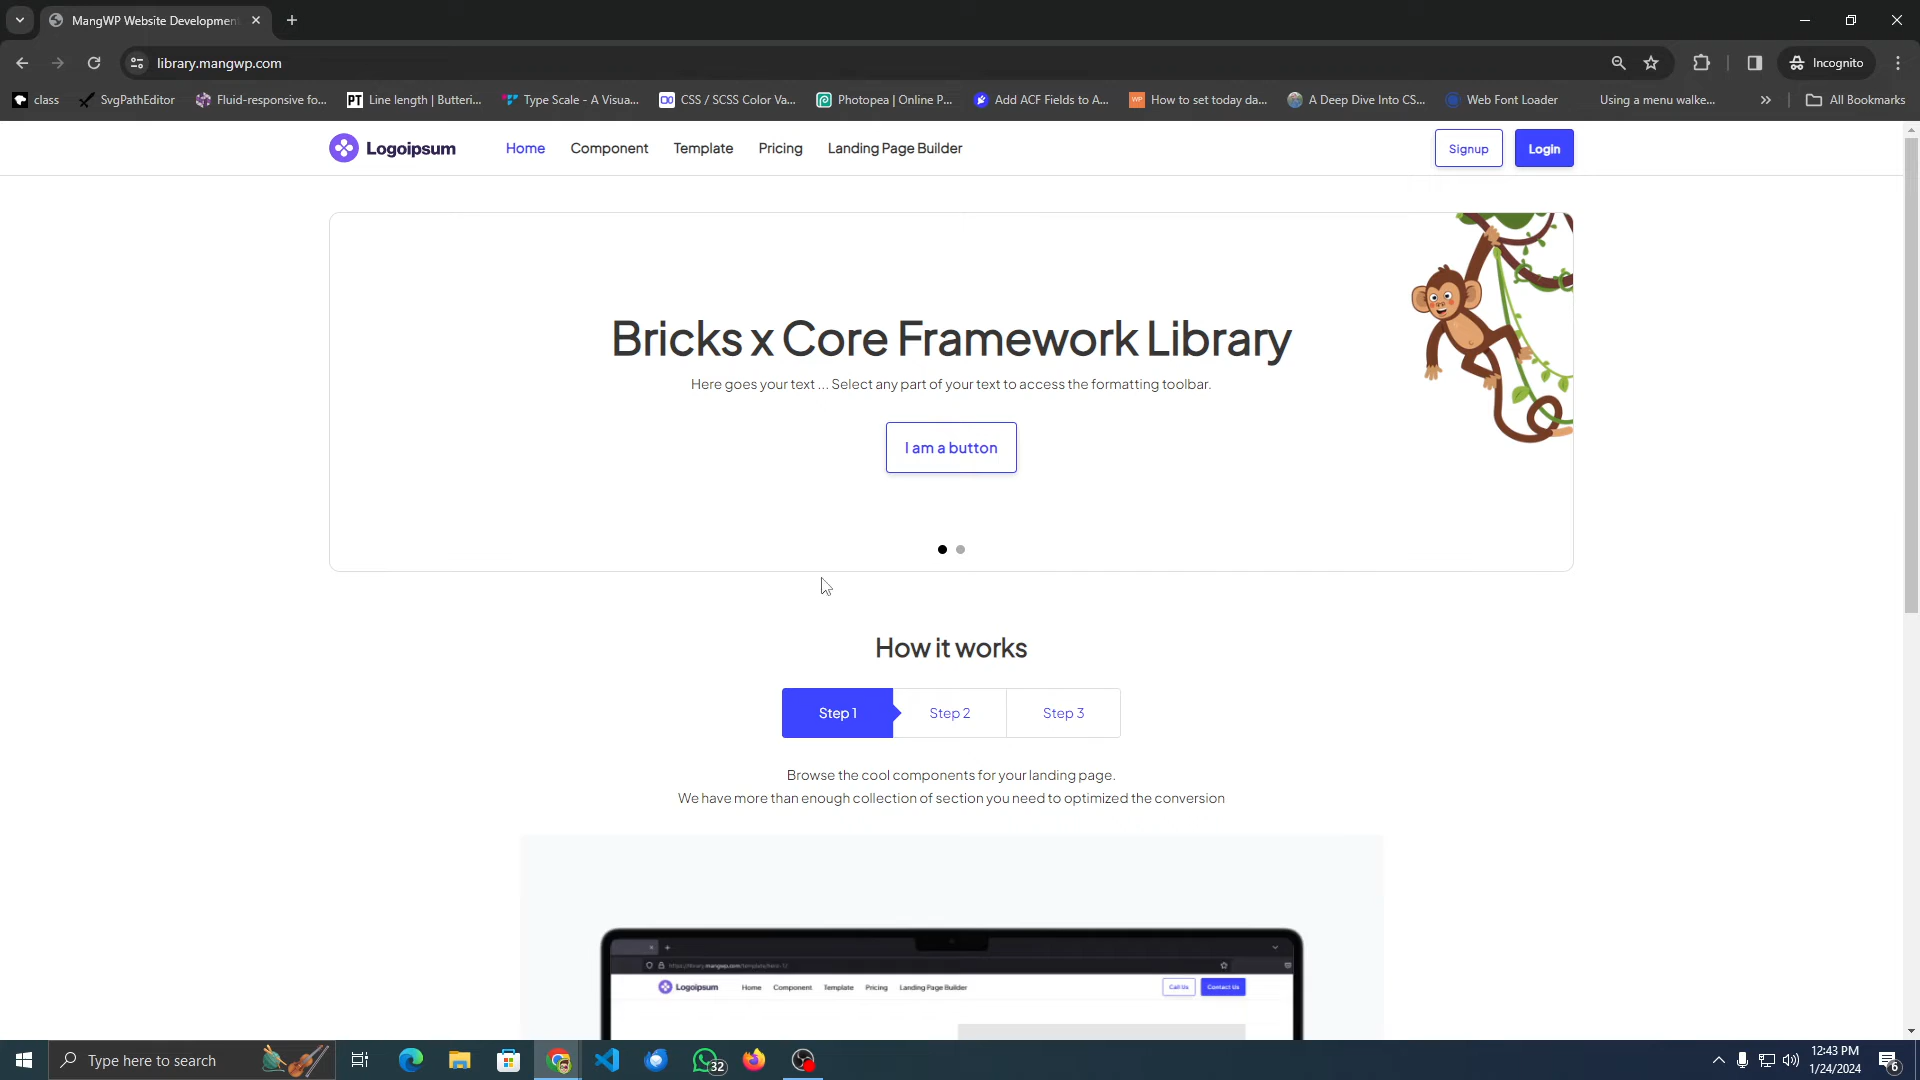 MangWP Website Development
library.mangwp.com
Incognito
class
SvgPathEditor
Fluid-responsive fo...
PT
Line length | Butteri...
Type Scale - A Visua...
CSS / SCSS Color Va...
Photopea | Online P...
Add ACF Fields to A...
WP
How to set today da...
A Deep Dive Into CS...
Web Font Loader
Using a menu walke...
All Bookmarks
Logoipsum
Home
Component
Template
Pricing
Landing Page Builder
Signup
Login
Bricks x Core Framework Library
Here goes your text ... Select any part of your text to access the formatting toolbar.
I am a button
How it works
Step 1
Step 2
Step 3
Browse the cool components for your landing page.
We have more than enough collection of section you need to optimized the conversion
Logoipsum
Home
Component
Template
Pricing
Landing Page Builder
Call Us
Contact Us
Type here to search
32
12:43 PM
1/24/2024
6